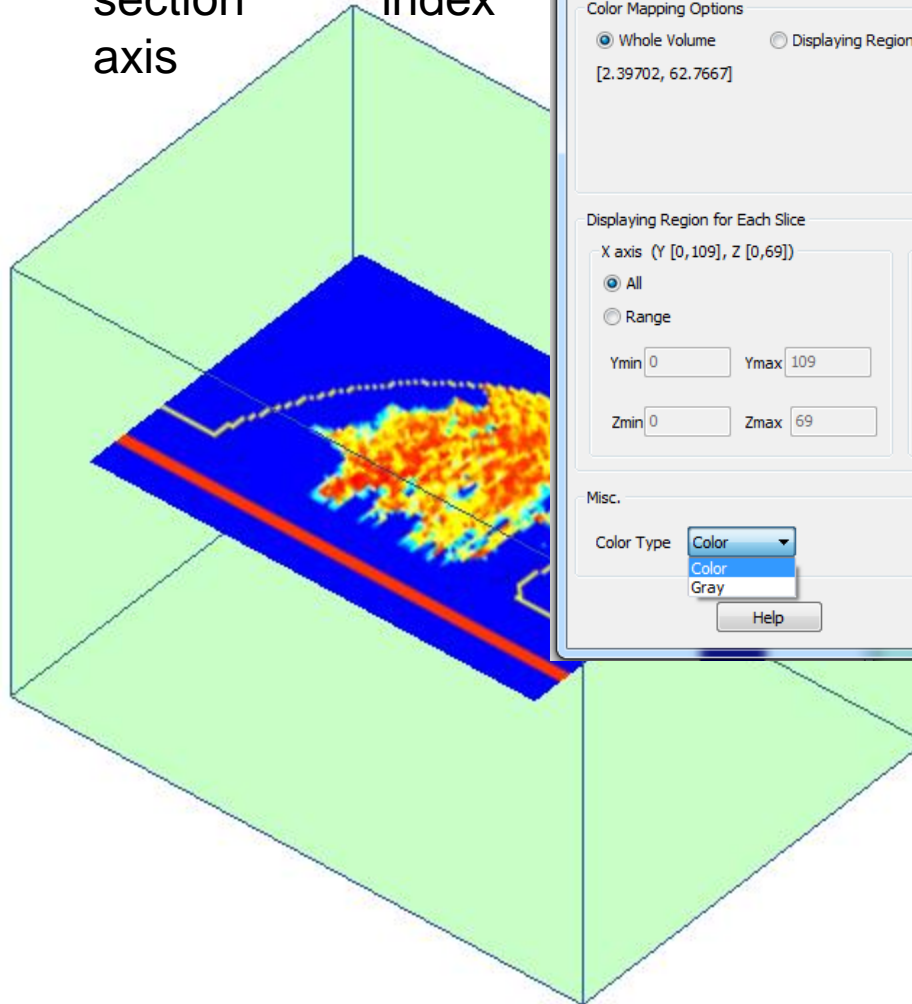 section index
axis
Color Mapping Options
Whole Volume Displaying Region
[2.39702, 62.7667]
Displaying Region for Each Slice
X axis (Y [0,109], Z [0,69])
All
Range
Ymin 0 Ymax 109
Zmin 0 Zmax 69
Misc.
Color Type Color
Color
Gray
Help